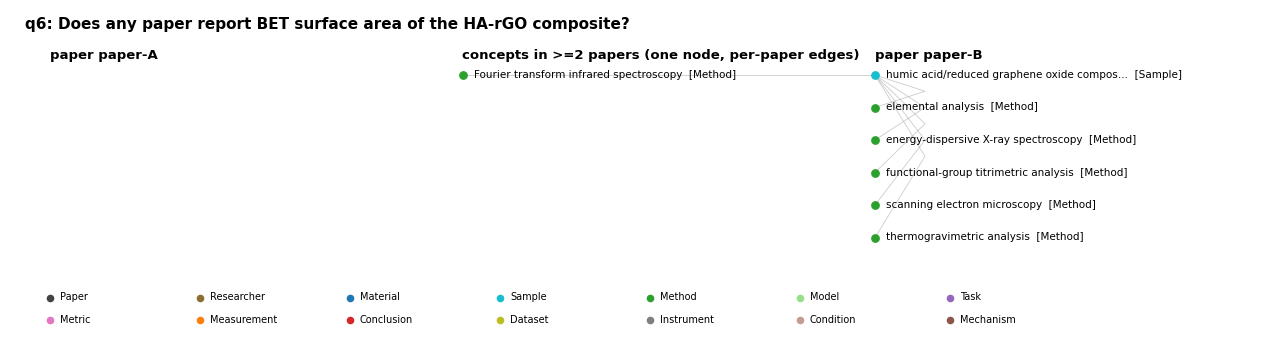 q6: Does any paper report BET surface area of the HA-rGO composite?
paper paper-A
concepts in >=2 papers (one node, per-paper edges)
paper paper-B
Fourier transform infrared spectroscopy  [Method]
humic acid/reduced graphene oxide compos...  [Sample]
elemental analysis  [Method]
energy-dispersive X-ray spectroscopy  [Method]
functional-group titrimetric analysis  [Method]
scanning electron microscopy  [Method]
thermogravimetric analysis  [Method]
Paper
Researcher
Material
Sample
Method
Model
Task
Metric
Measurement
Conclusion
Dataset
Instrument
Condition
Mechanism